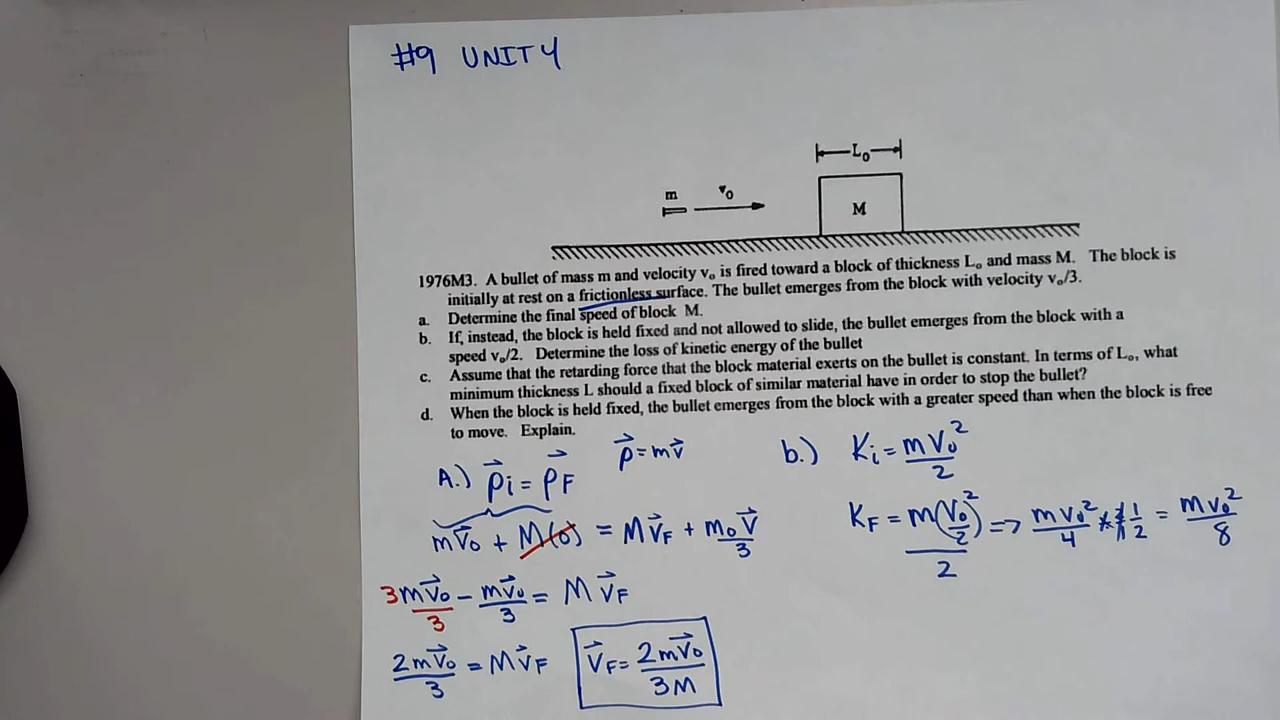 #9 UNIT 4
L₀
m
v₀
M
1976M3. A bullet of mass m and velocity v₀ is fired toward a block of thickness L₀ and mass M. The block is
initially at rest on a frictionless surface. The bullet emerges from the block with velocity v₀/3.
a. Determine the final speed of block M.
b. If, instead, the block is held fixed and not allowed to slide, the bullet emerges from the block with a
speed v₀/2. Determine the loss of kinetic energy of the bullet
c. Assume that the retarding force that the block material exerts on the bullet is constant. In terms of L₀, what
minimum thickness L should a fixed block of similar material have in order to stop the bullet?
d. When the block is held fixed, the bullet emerges from the block with a greater speed than when the block is free
to move. Explain.
p⃗ = mv⃗
A.) p⃗i = p⃗F
mv⃗₀ + M(0) = Mv⃗F + m₀v⃗/3
3mv⃗₀/3 - mv⃗₀/3 = Mv⃗F
2mv⃗₀/3 = Mv⃗F
v⃗F = 2mv⃗₀/3M
b.) Ki = mv₀²/2
KF = m(v₀/2)²/2 => mv₀²/4 * 1/2 = mv₀²/8